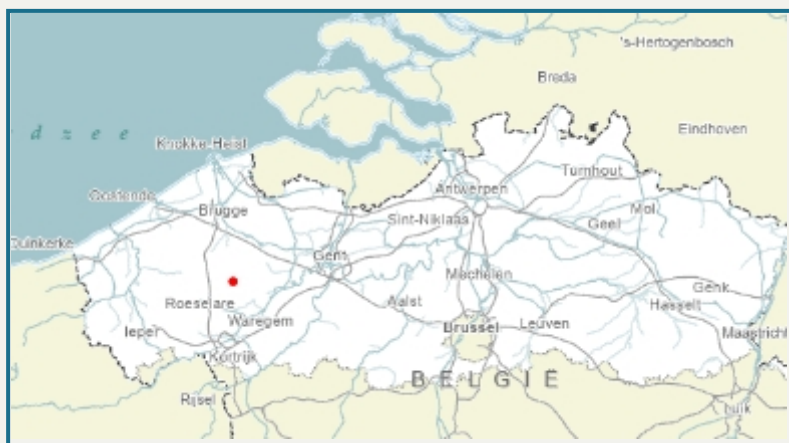 's-Hertogenbosch
Breda
dzee
Eindhoven
Knokke-Heist
Turnhout
Oostende
Antwerpen
Mol
Brugge
Sint-Niklaas
Geel
Duinkerke
Gent
Mechelen
Genk
Roeselare
Aalst
Hasselt
Ieper
Waregem
Brussel
Leuven
Maastricht
Kortrijk
BELGIË
Rijsel
Luik